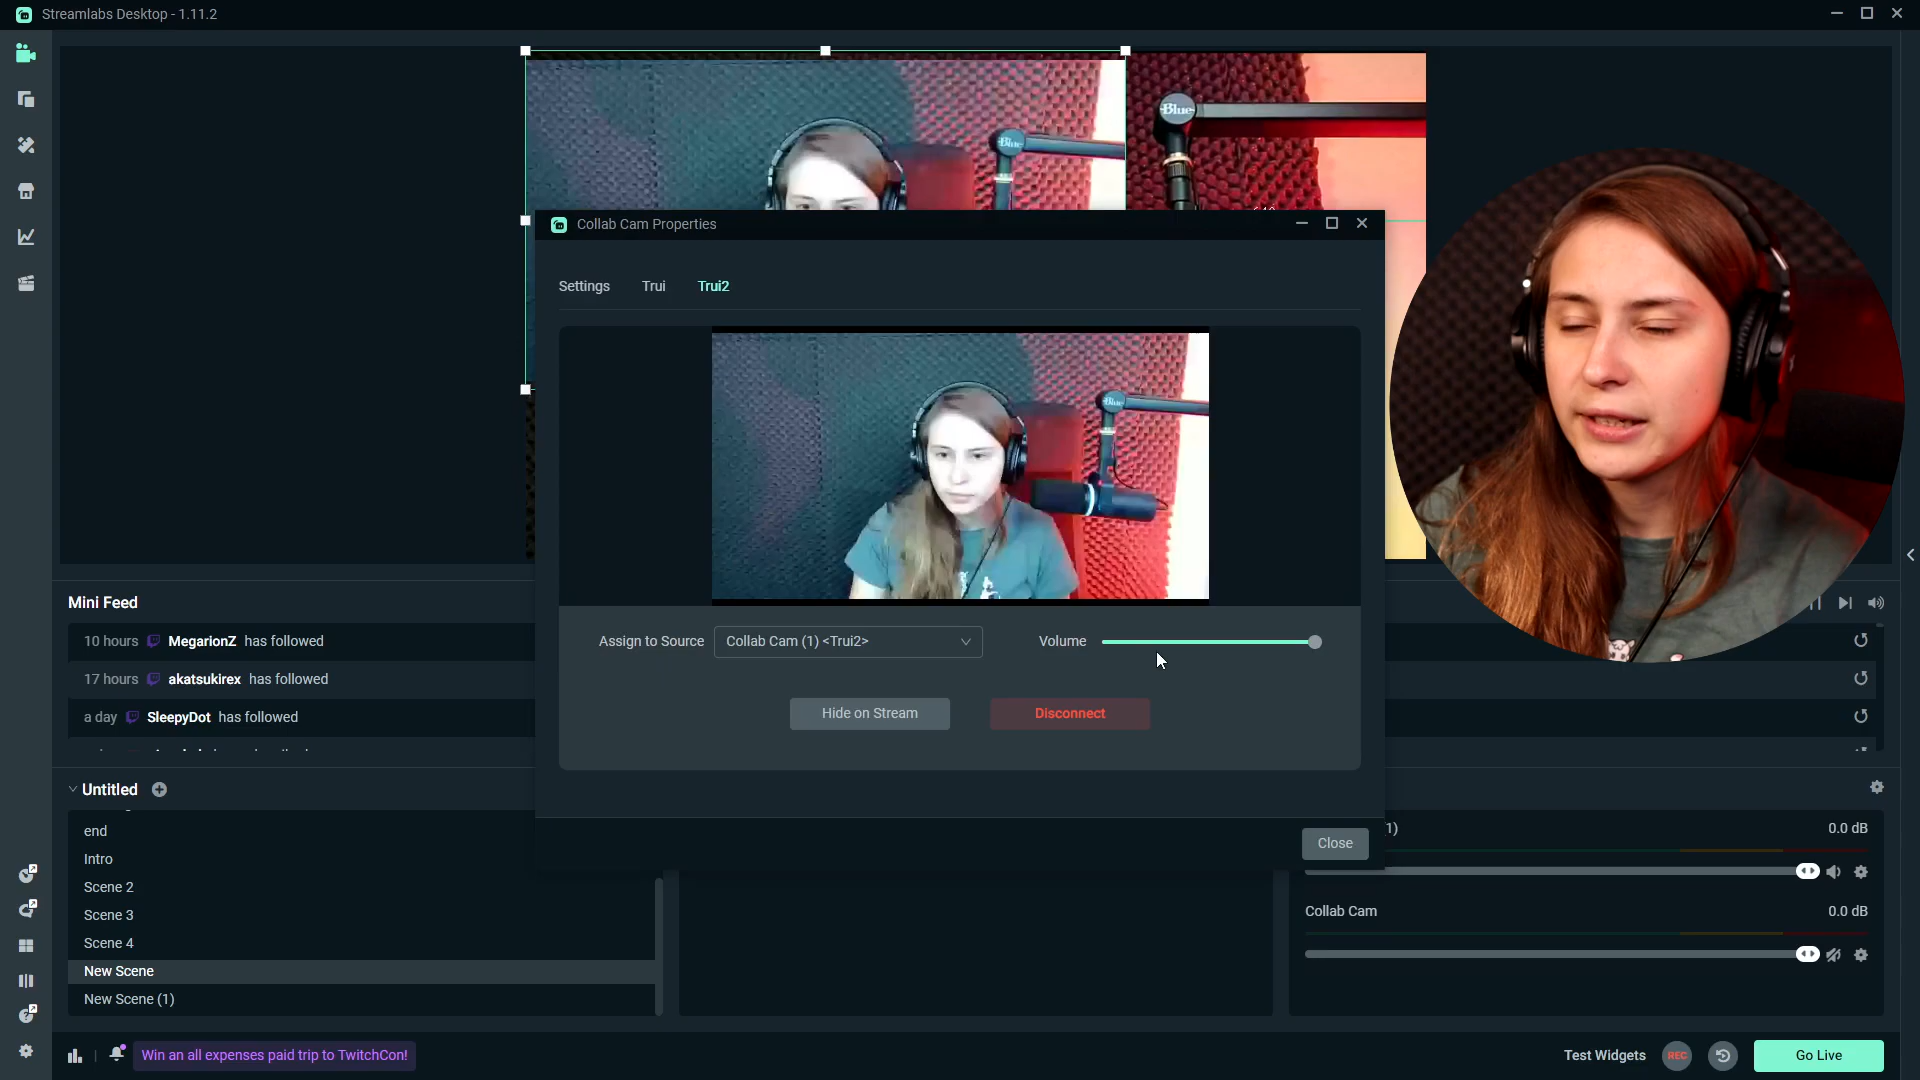 Streamlabs Desktop - 1.11.2
Blue
Blue
Collab Cam Properties
Settings
Trui
Trui2
Blue
Assign to Source
Collab Cam (1) <Trui2>
Volume
Hide on Stream
Disconnect
Close
Mini Feed
10 hours MegarionZ has followed
17 hours akatsukirex has followed
a day SleepyDot has followed
Untitled
end
Intro
Scene 2
Scene 3
Scene 4
New Scene
New Scene (1)
1)
0.0 dB
Collab Cam
0.0 dB
Win an all expenses paid trip to TwitchCon!
Test Widgets
REC
Go Live